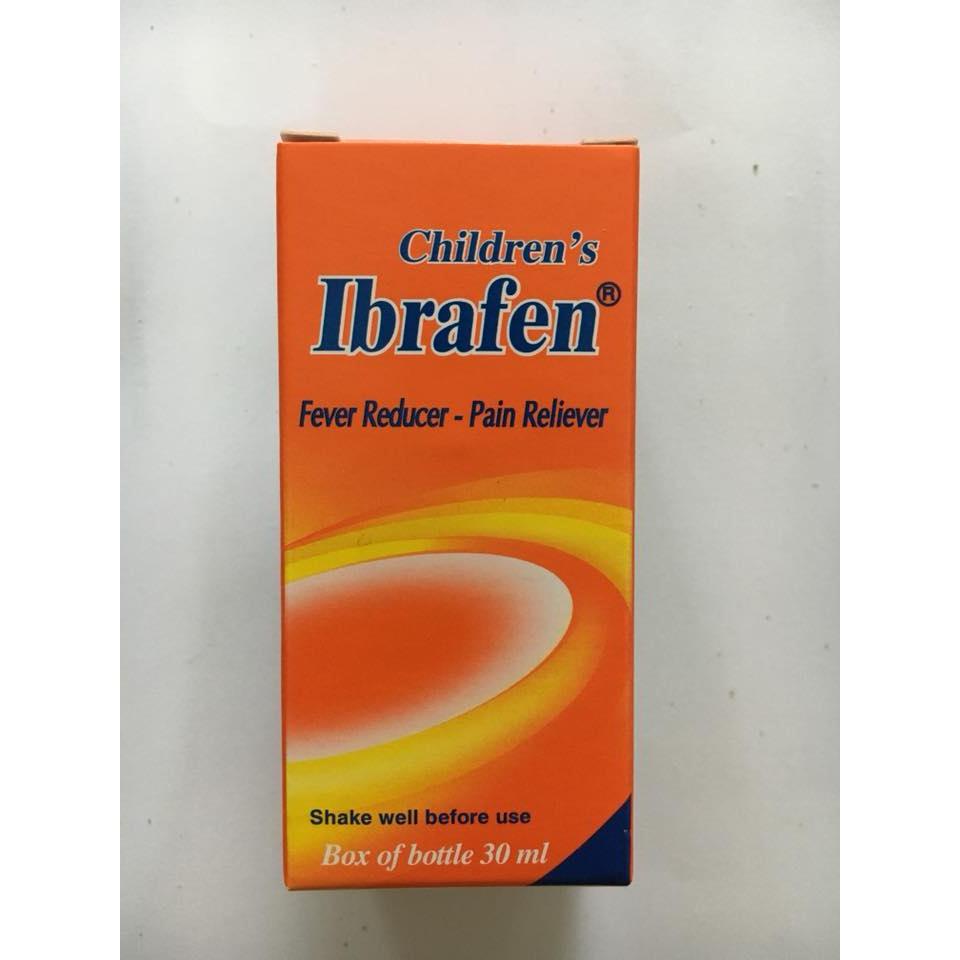 Children's
Ibrafen®
Fever Reducer - Pain Reliever
Shake well before use
Box of bottle 30 ml